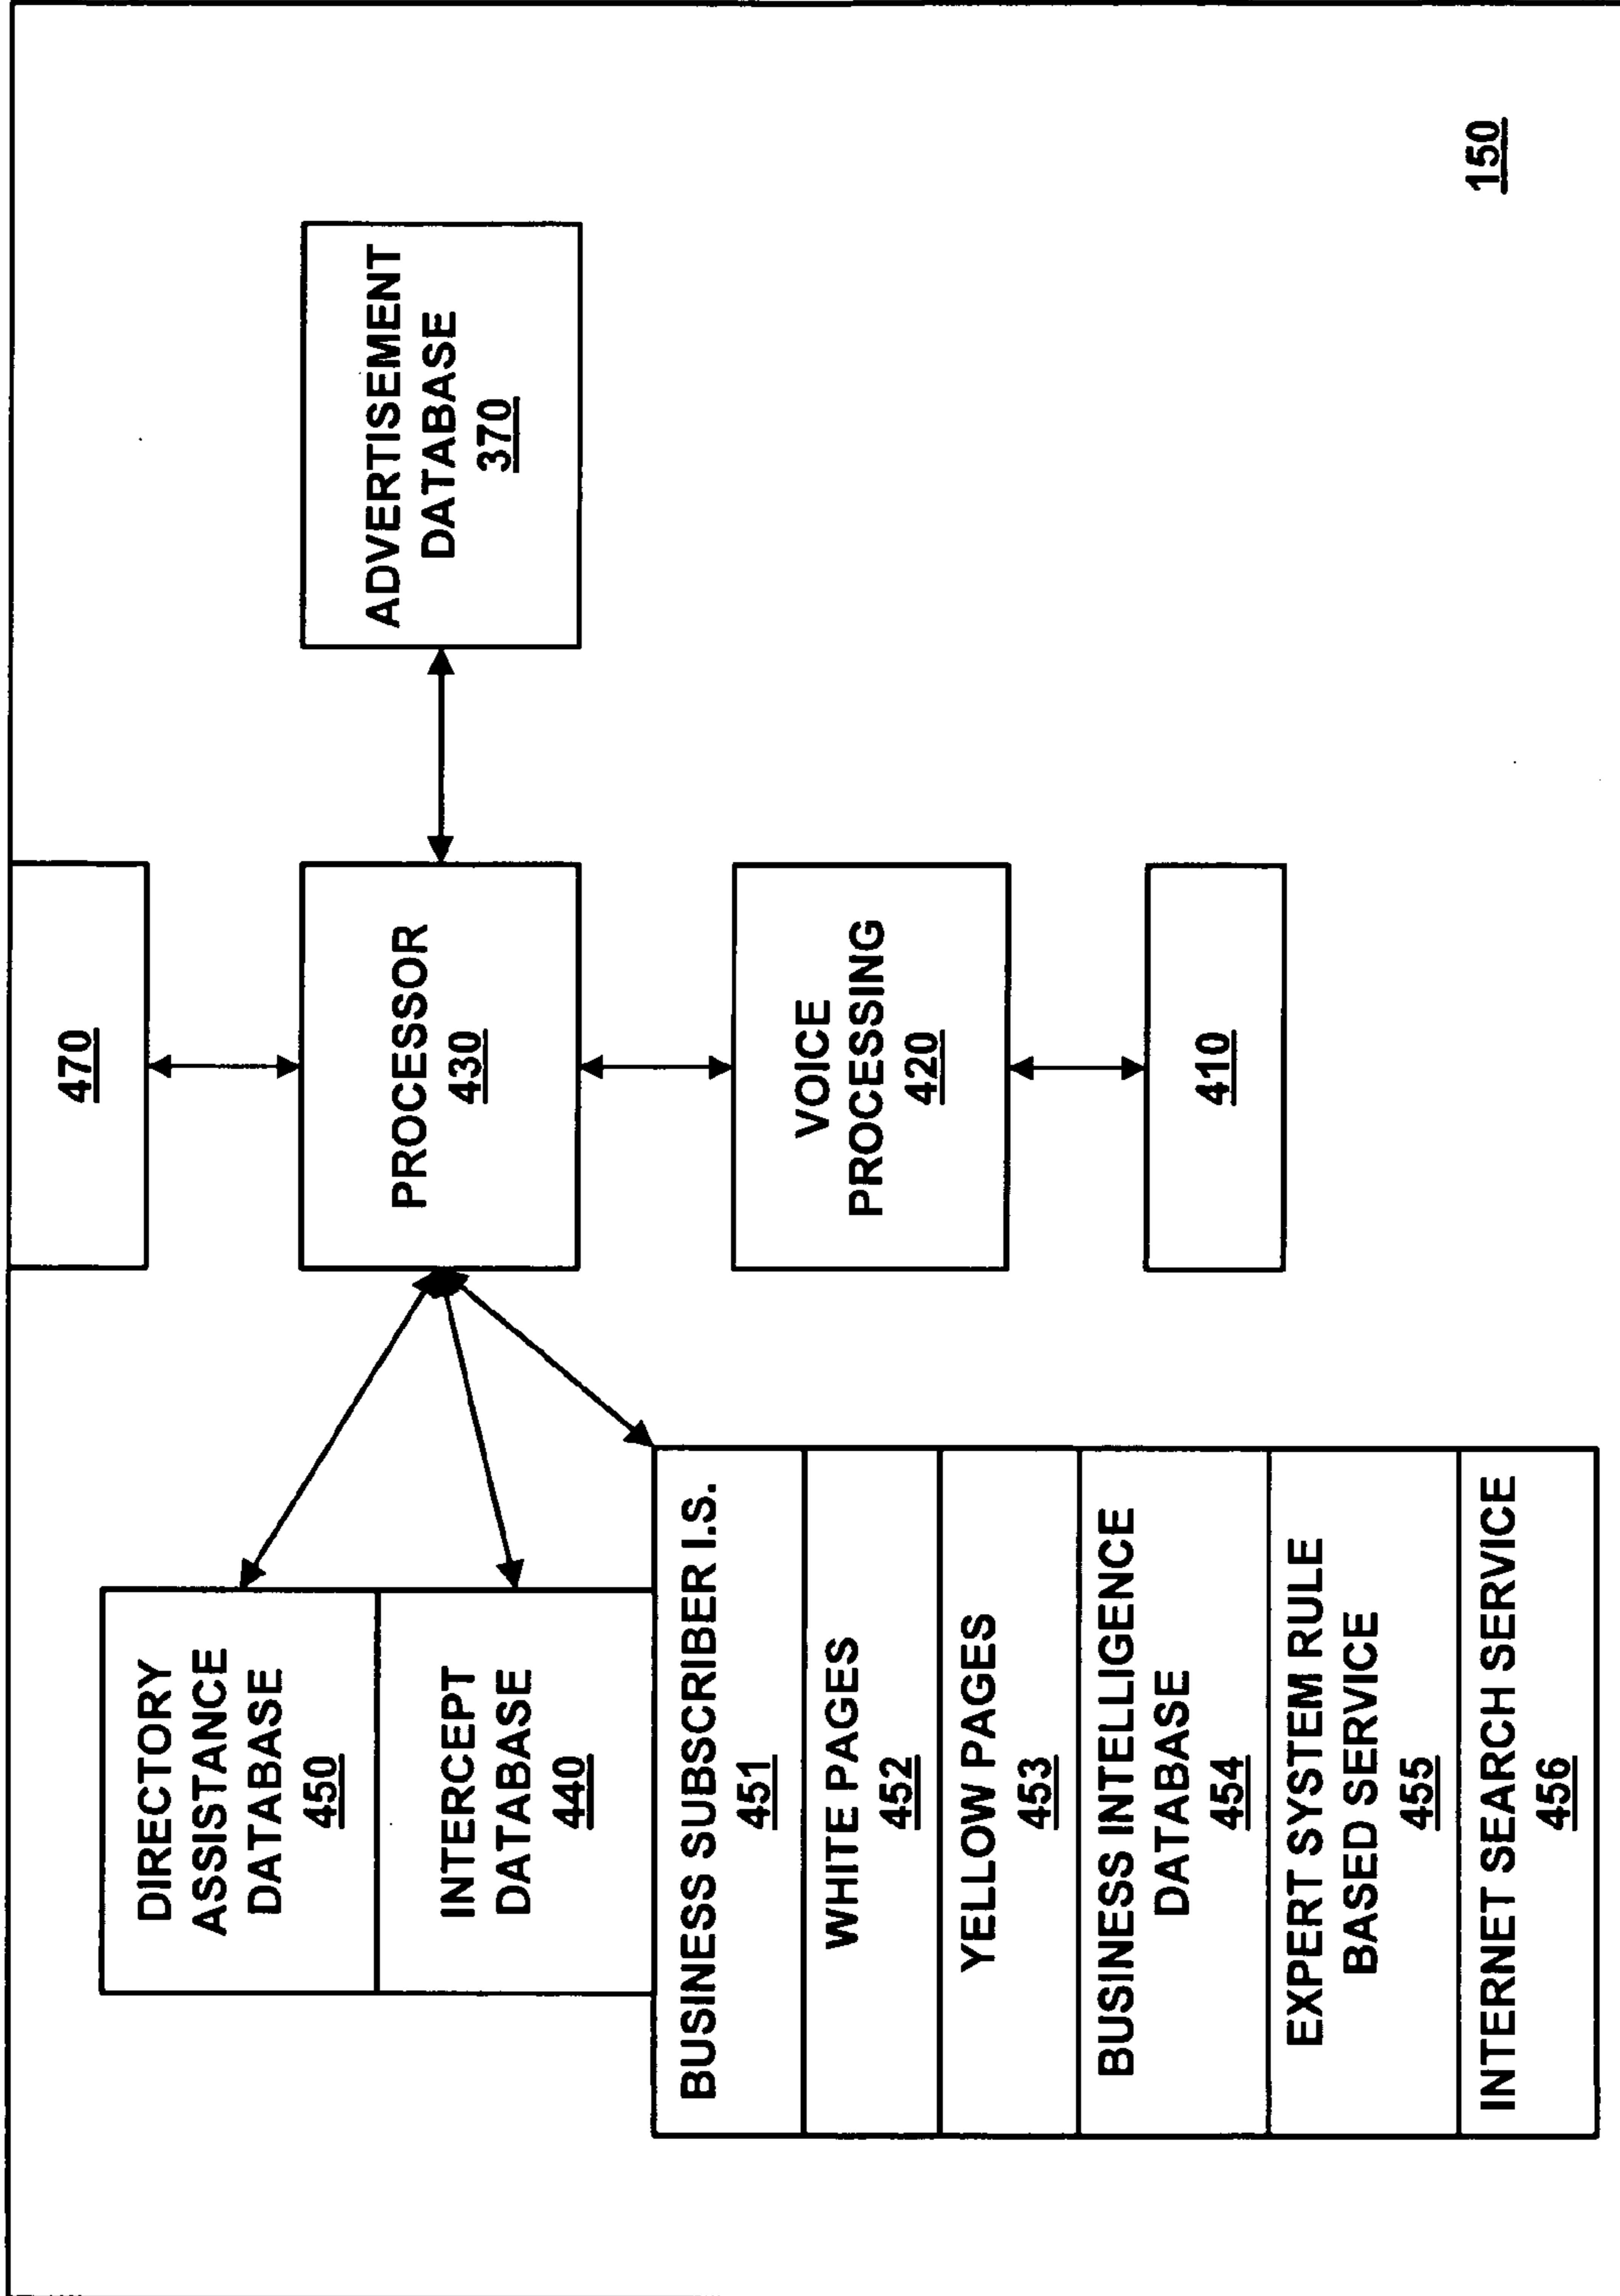 470
DIRECTORY
ASSISTANCE
DATABASE
450
INTERCEPT
DATABASE
440
PROCESSOR
430
ADVERTISEMENT
DATABASE
370
BUSINESS SUBSCRIBER I.S.
451
WHITE PAGES
452
YELLOW PAGES
453
BUSINESS INTELLIGENCE
DATABASE
454
EXPERT SYSTEM RULE
BASED SERVICE
455
INTERNET SEARCH SERVICE
456
VOICE
PROCESSING
420
410
150